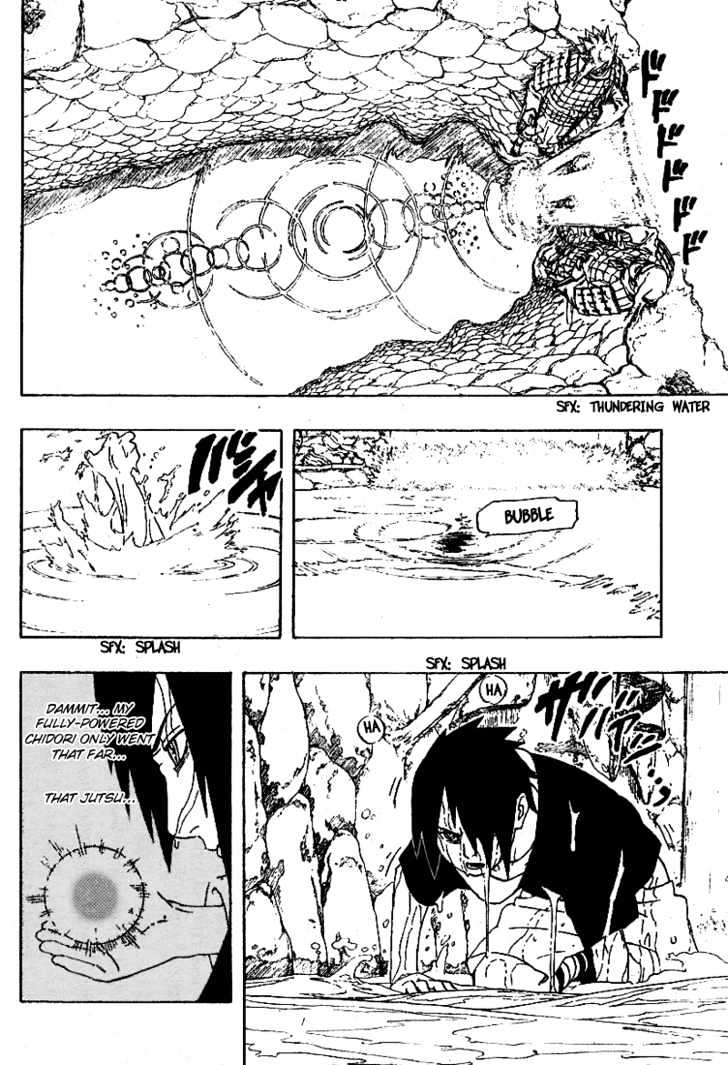 ドドドドドド
SFX: THUNDERING WATER
バシャ
BUBBLE
SFX: SPLASH
SFX: SPLASH
DAMMIT... MY
FULLY-POWERED
CHIDORI ONLY WENT
THAT FAR...
THAT JUTSU...
HA
HA
ザバァッ